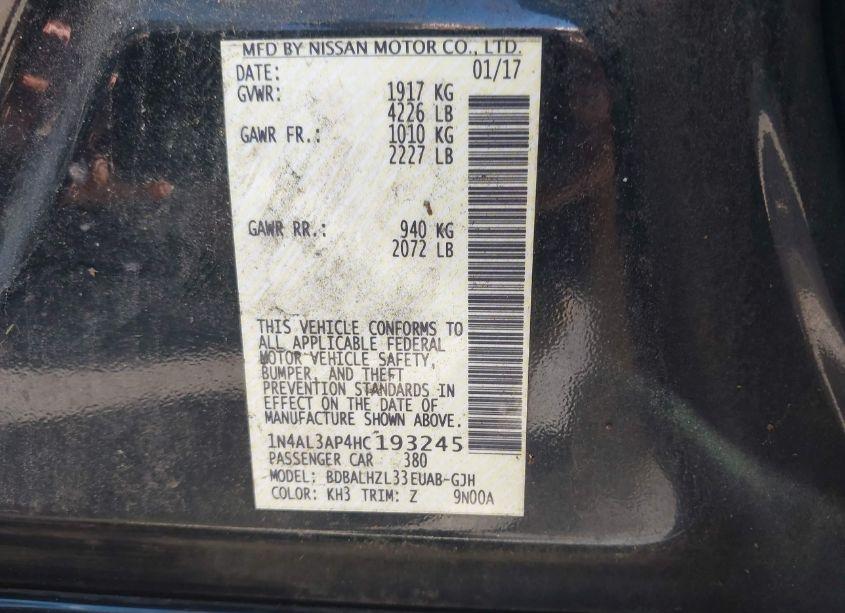 MFD BY NISSAN MOTOR CO., LTD.
DATE: 01/17
GVWR: 1917 KG
4226 LB
GAWR FR.: 1010 KG
2227 LB
GAWR RR.: 940 KG
2072 LB
THIS VEHICLE CONFORMS TO
ALL APPLICABLE FEDERAL
MOTOR VEHICLE SAFETY,
BUMPER, AND THEFT
PREVENTION STANDARDS IN
EFFECT ON THE DATE OF
MANUFACTURE SHOWN ABOVE.
1N4AL3AP4HC193245
PASSENGER CAR 380
MODEL: BDBALHZL33EUAB-GJH
COLOR: KH3 TRIM: Z 9N00A